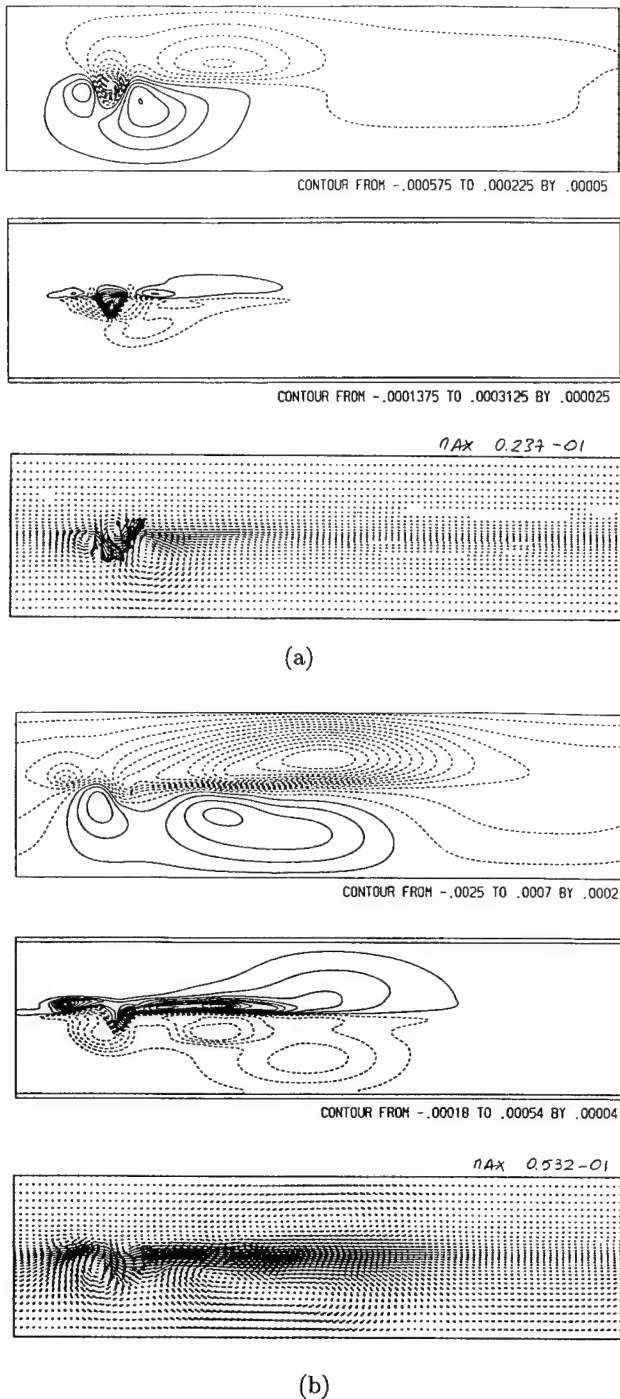 CONTOUR FROM -.000575 TO .000225 BY .00005
CONTOUR FROM -.0001375 TO .0003125 BY .000025
MAX 0.237-01
(a)
CONTOUR FROM -.0025 TO .0007 BY .0002
CONTOUR FROM -.00018 TO .00054 BY .00004
MAX 0.532-01
(b)